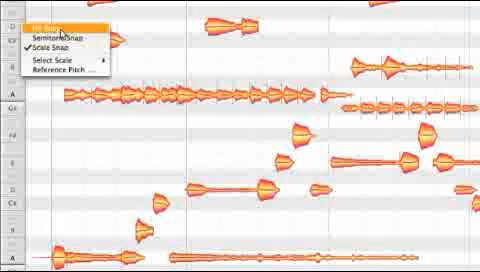 No Snap
Semitone Snap
✓ Scale Snap
Select Scale
Reference Pitch ...
D
C#
B
A
G#
F#
E
D
C#
B
A